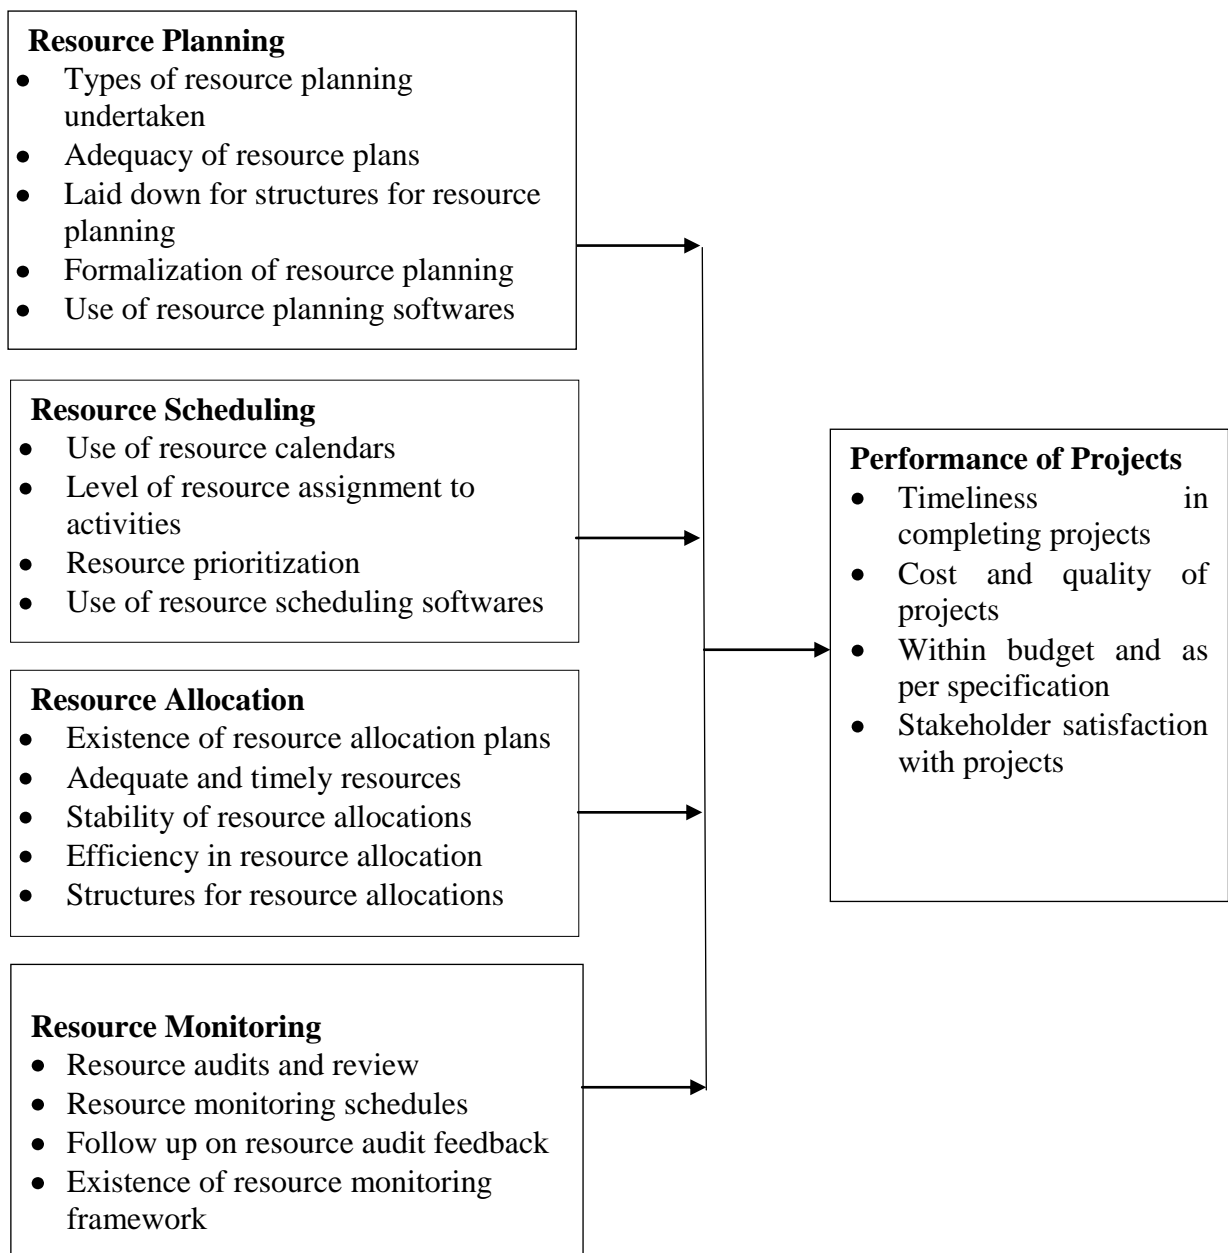 Resource Planning
• Types of resource planning
undertaken
• Adequacy of resource plans
• Laid down for structures for resource
planning
• Formalization of resource planning
• Use of resource planning softwares
Resource Scheduling
• Use of resource calendars
• Level of resource assignment to
activities
• Resource prioritization
• Use of resource scheduling softwares
Resource Allocation
• Existence of resource allocation plans
• Adequate and timely resources
• Stability of resource allocations
• Efficiency in resource allocation
• Structures for resource allocations
Resource Monitoring
• Resource audits and review
• Resource monitoring schedules
• Follow up on resource audit feedback
• Existence of resource monitoring
framework
Performance of Projects
• Timeliness in
completing projects
• Cost and quality of
projects
• Within budget and as
per specification
• Stakeholder satisfaction
with projects